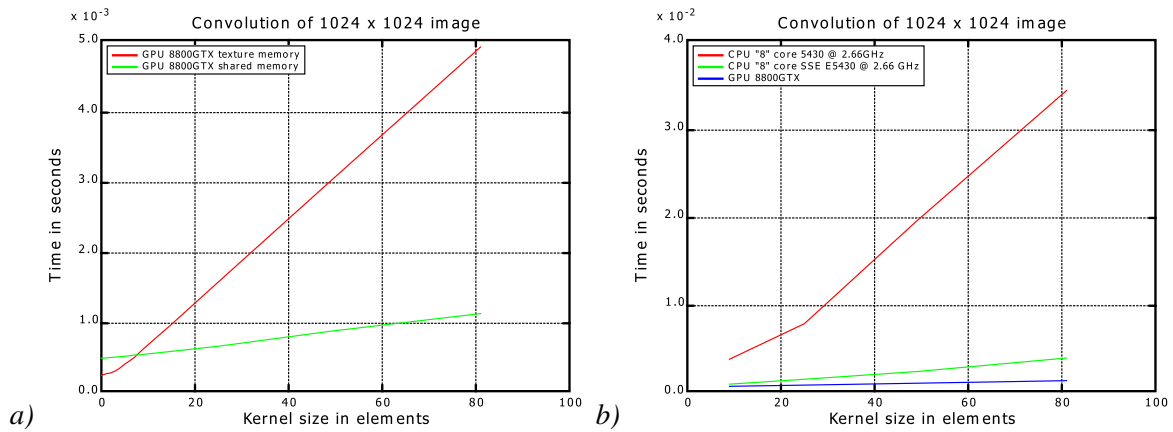 x 10-3
Convolution of 1024 x 1024 image
5.0
GPU 8800GTX texture memory
GPU 8800GTX shared memory
4.0
3.0
2.0
1.0
0.0
Time in seconds
0 20 40 60 80 100
Kernel size in elements
a)
x 10-2
Convolution of 1024 x 1024 image
4.0
CPU "8" core 5430 @ 2.66GHz
CPU "8" core SSE E5430 @ 2.66 GHz
GPU 8800GTX
3.0
2.0
1.0
0.0
Time in seconds
0 20 40 60 80 100
Kernel size in elements
b)